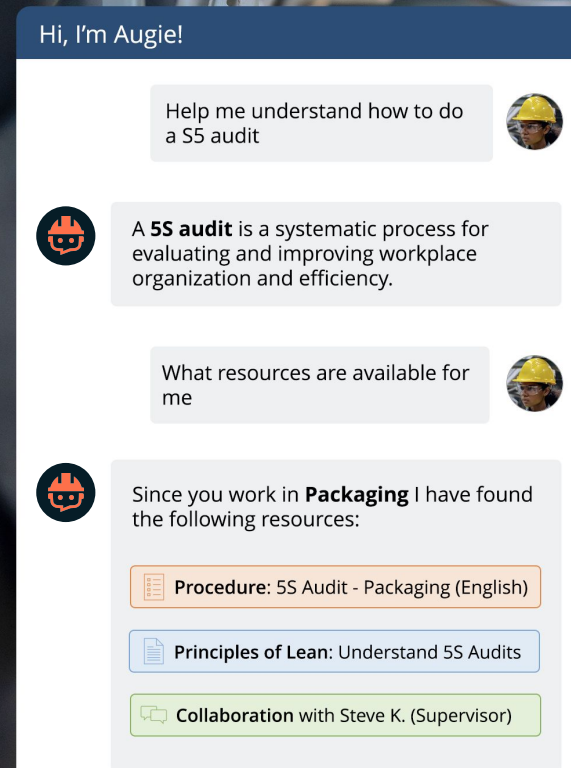 Hi, I'm Augie!
Help me understand how to do
a S5 audit
A 5S audit is a systematic process for
evaluating and improving workplace
organization and efficiency.
What resources are available for
me
Since you work in Packaging I have found
the following resources:
Procedure: 5S Audit - Packaging (English)
Principles of Lean: Understand 5S Audits
Collaboration with Steve K. (Supervisor)